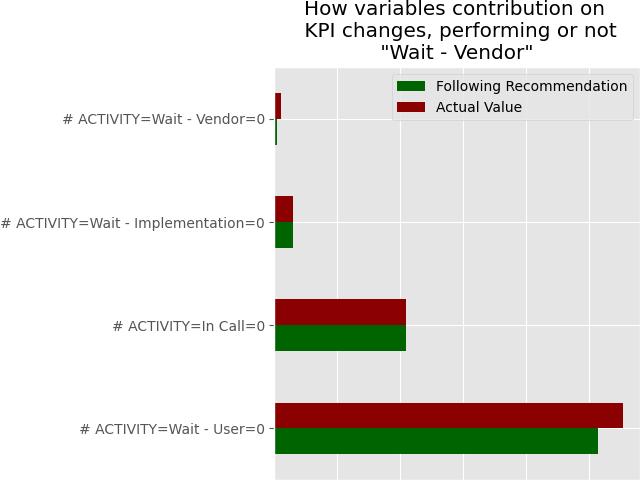 How variables contribution on
KPI changes, performing or not
"Wait - Vendor"
Following Recommendation
Actual Value
# ACTIVITY=Wait - Vendor=0
# ACTIVITY=Wait - Implementation=0
# ACTIVITY=In Call=0
# ACTIVITY=Wait - User=0